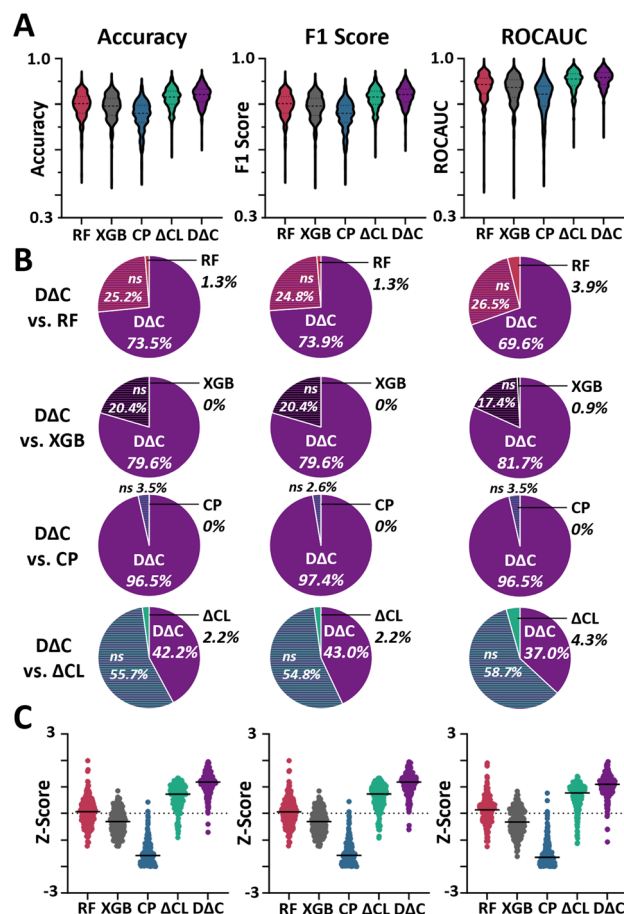 A
Accuracy
F1 Score
ROCAUC
1.0
1.0
1.0
Accuracy
F1 Score
ROCAUC
0.3
0.3
0.3
RF XGB CP ΔCL DΔC
RF XGB CP ΔCL DΔC
RF XGB CP ΔCL DΔC
B
DΔC
vs. RF
ns
25.2%
RF
1.3%
DΔC
73.5%
ns
24.8%
RF
1.3%
DΔC
73.9%
ns
26.5%
RF
3.9%
DΔC
69.6%
DΔC
vs. XGB
ns
20.4%
XGB
0%
DΔC
79.6%
ns
20.4%
XGB
0%
DΔC
79.6%
ns
17.4%
XGB
0.9%
DΔC
81.7%
DΔC
vs. CP
ns 3.5%
CP
0%
DΔC
96.5%
ns 2.6%
CP
0%
DΔC
97.4%
ns 3.5%
CP
0%
DΔC
96.5%
DΔC
vs. ΔCL
ΔCL
2.2%
DΔC
42.2%
ns
55.7%
ΔCL
2.2%
DΔC
43.0%
ns
54.8%
ΔCL
4.3%
DΔC
37.0%
ns
58.7%
C
3
3
3
Z-Score
Z-Score
Z-Score
-3
-3
-3
RF XGB CP ΔCL DΔC
RF XGB CP ΔCL DΔC
RF XGB CP ΔCL DΔC